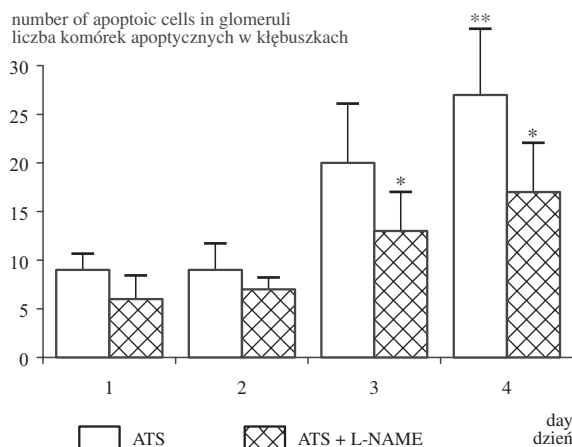 number of apoptoic cells in glomeruli
liczba komórek apoptycznych w kłębuszkach
**
30
25
*
20
*
15
10
5
0
1 2 3 4
day
dzień
ATS ATS + L-NAME